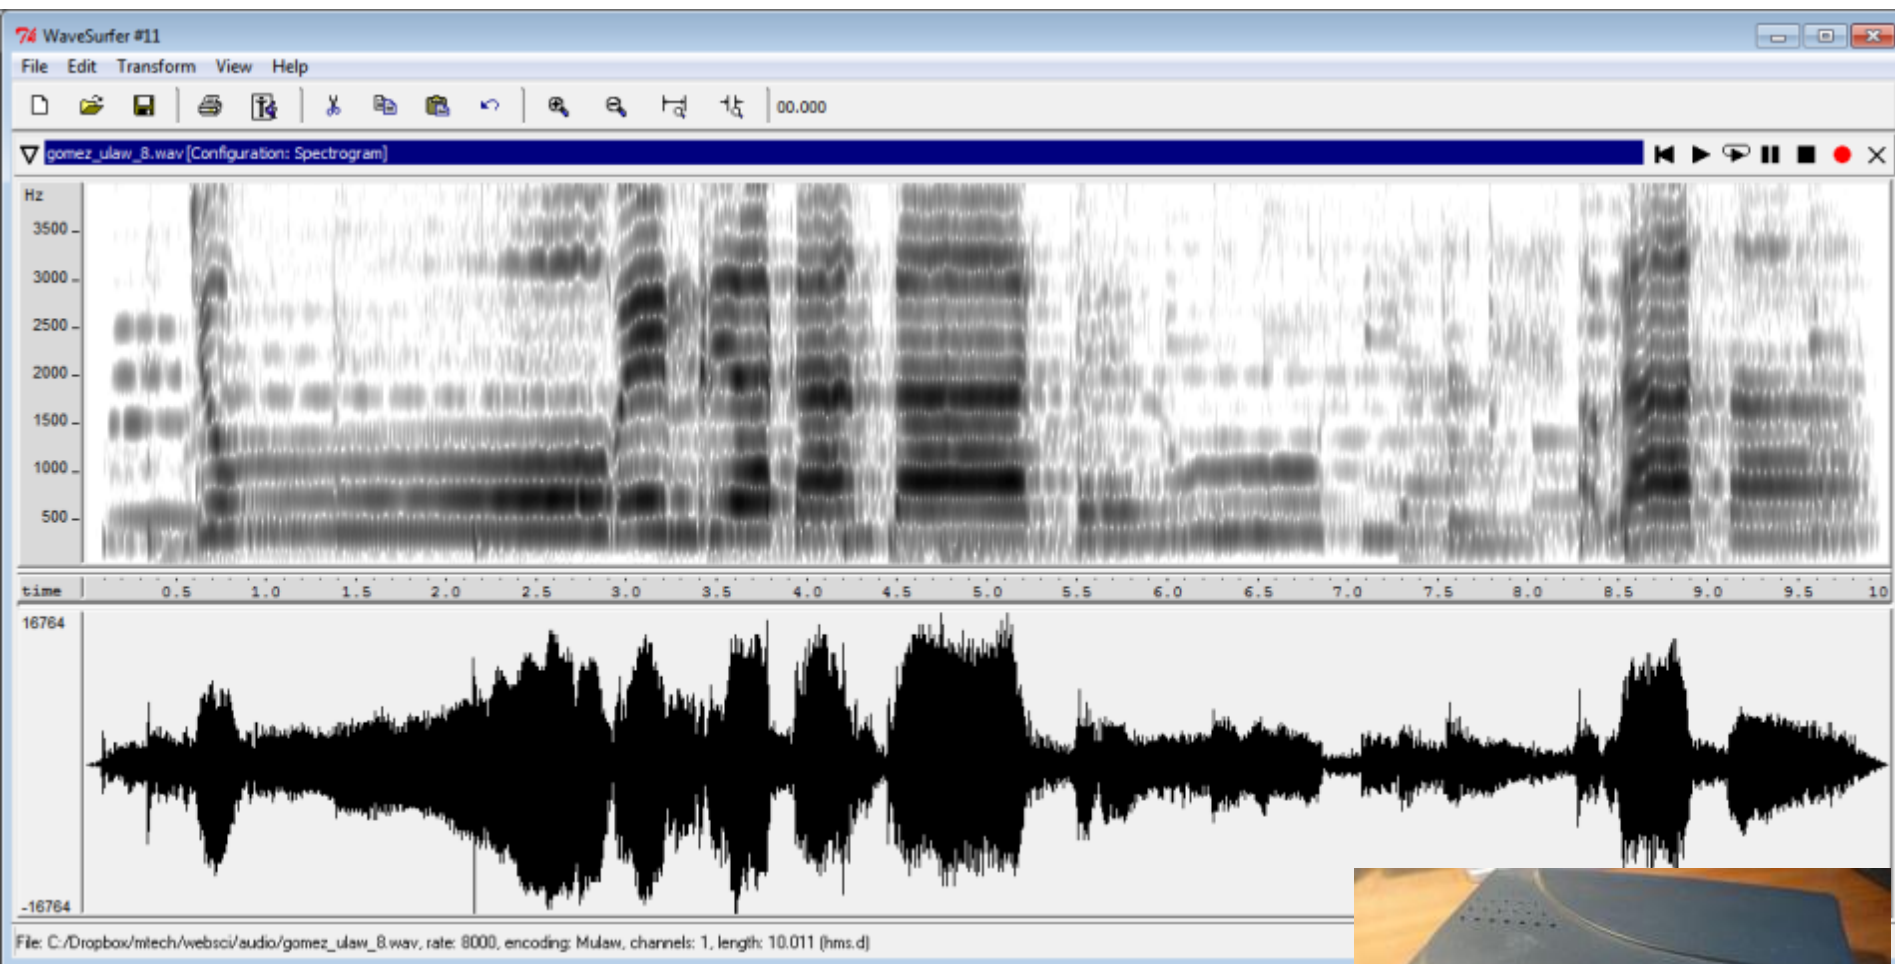 WaveSurfer #11
File Edit Transform View Help
00.000
gomez_ulaw_8.wav [Configuration: Spectrogram]
Hz
3500
3000
2500
2000
1500
1000
500
time 0.5 1.0 1.5 2.0 2.5 3.0 3.5 4.0 4.5 5.0 5.5 6.0 6.5 7.0 7.5 8.0 8.5 9.0 9.5 10
16764
-16764
File: C:/Dropbox/mtech/websci/audio/gomez_ulaw_8.wav, rate: 8000, encoding: Mulaw, channels: 1, length: 10.011 (hms.d)